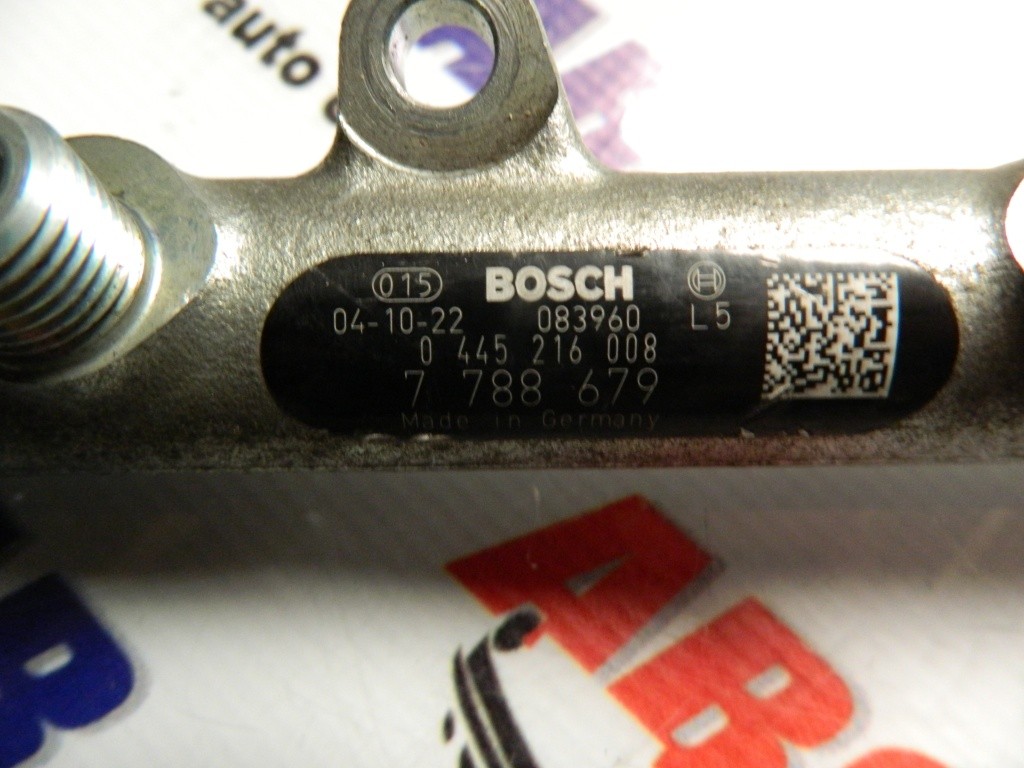 auto
015 BOSCH
04-10-22 083960 L5
0 445 216 008
7 788 679
Made in Germany